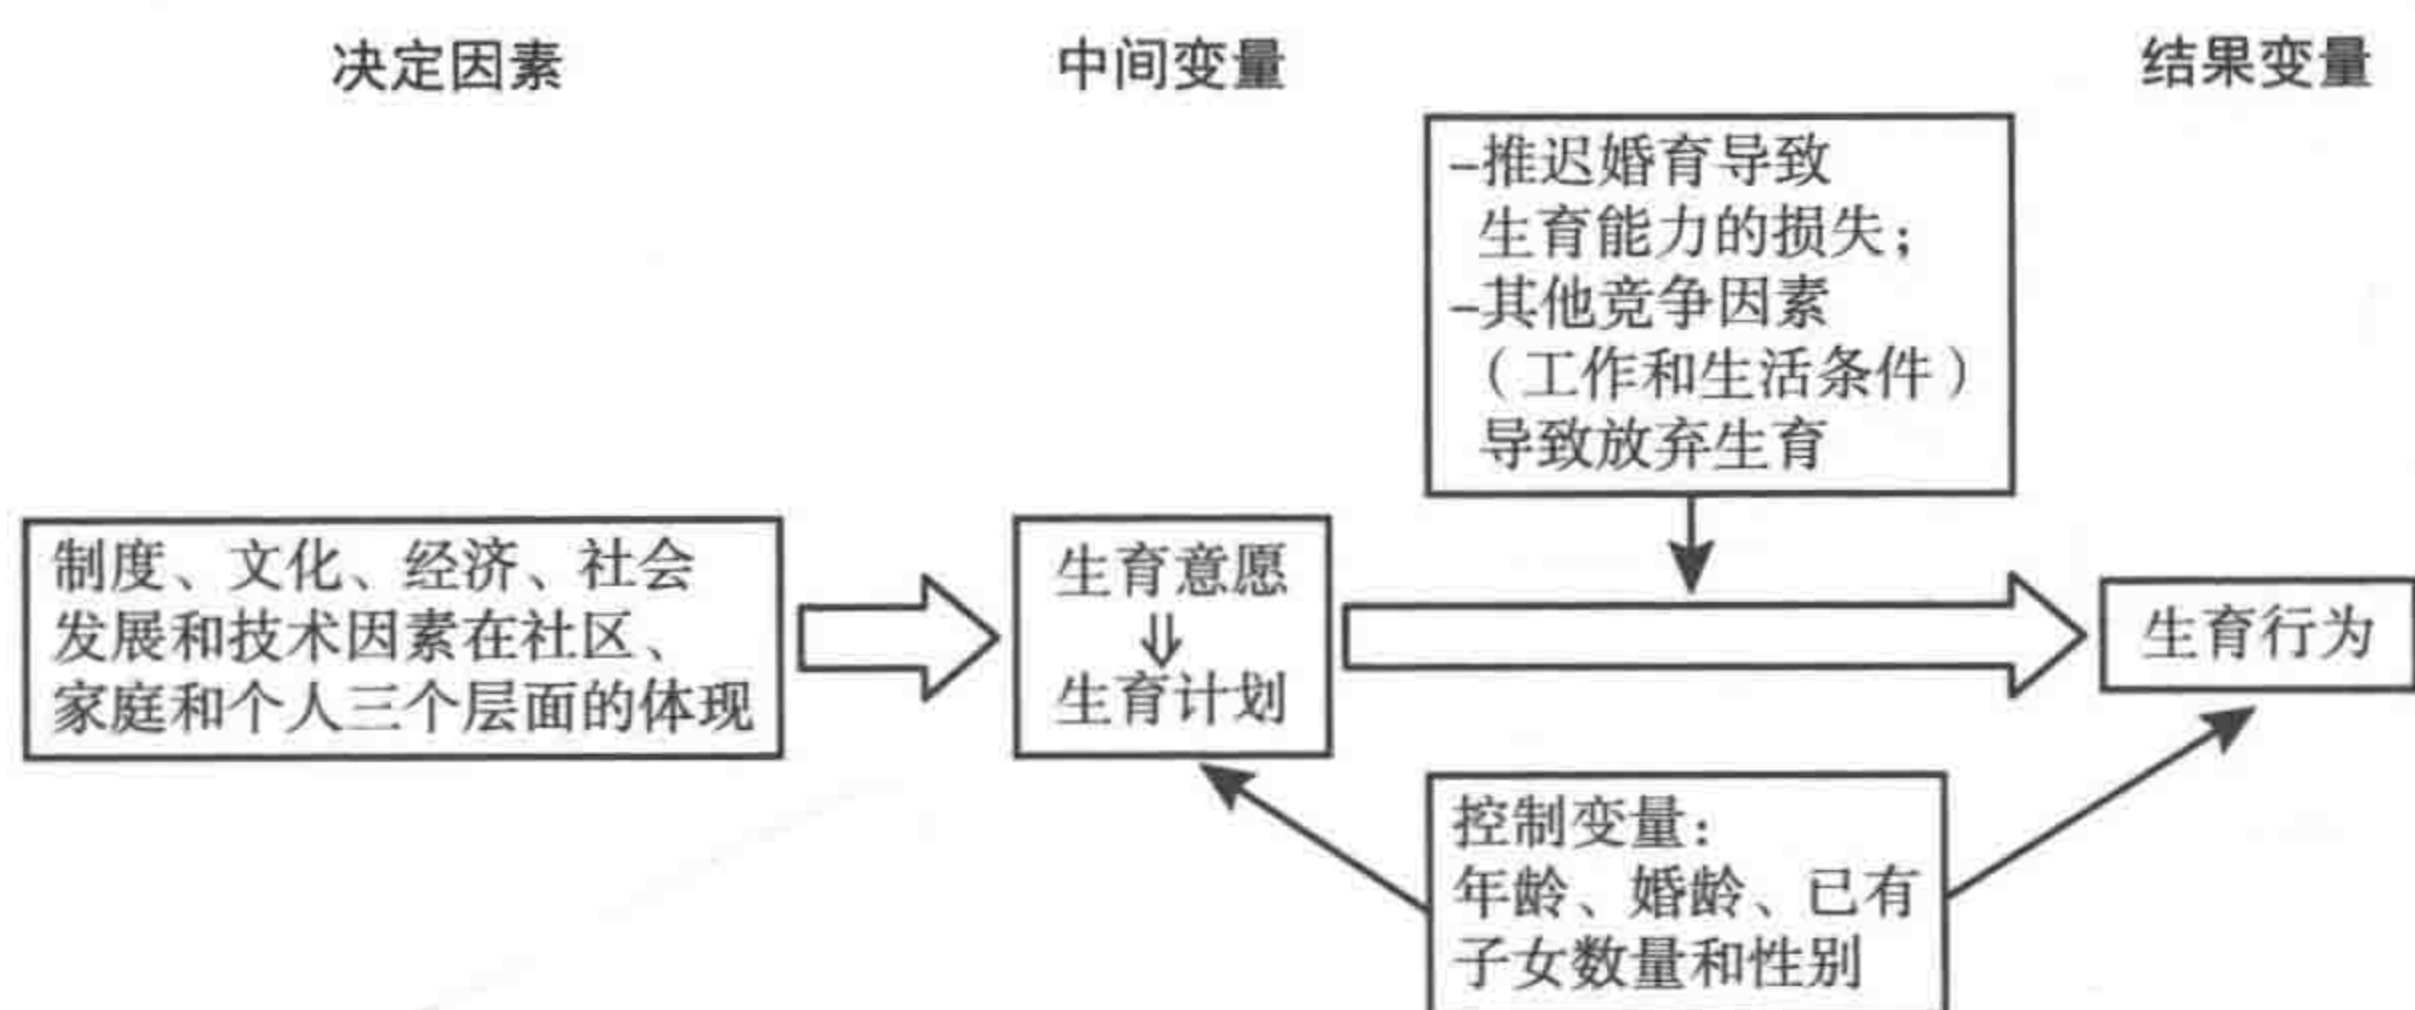 决定因素
中间变量
结果变量
-推迟婚育导致
生育能力的损失；
-其他竞争因素
（工作和生活条件）
导致放弃生育
制度、文化、经济、社会
发展和技术因素在社区、
家庭和个人三个层面的体现
生育意愿
⇓
生育计划
生育行为
控制变量：
年龄、婚龄、已有
子女数量和性别